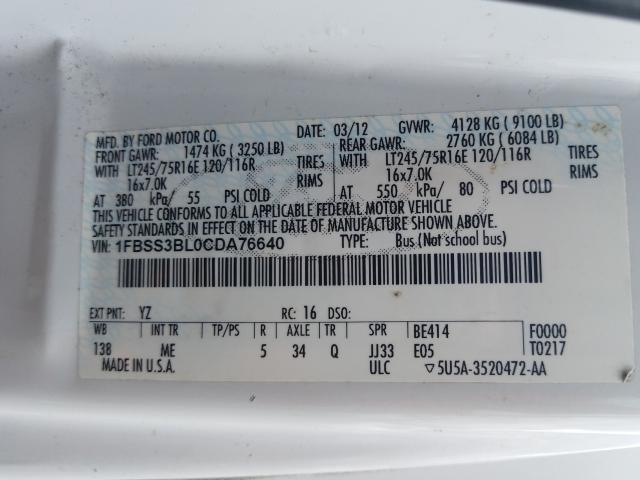 MFD. BY FORD MOTOR CO. DATE: 03/12 GVWR: 4128 KG ( 9100 LB)
FRONT GAWR: 1474 KG ( 3250 LB) REAR GAWR: 2760 KG ( 6084 LB)
WITH LT245/75R16E 120/116R TIRES WITH LT245/75R16E 120/116R TIRES
16x7.0K RIMS 16x7.0K RIMS
AT 380 kPa/ 55 PSI COLD AT 550 kPa/ 80 PSI COLD
THIS VEHICLE CONFORMS TO ALL APPLICABLE FEDERAL MOTOR VEHICLE
SAFETY STANDARDS IN EFFECT ON THE DATE OF MANUFACTURE SHOWN ABOVE.
VIN: 1FBSS3BL0CDA76640 TYPE: Bus (Not school bus)
EXT PNT: YZ RC: 16 DSO:
WB INT TR TP/PS R AXLE TR SPR BE414 F0000
138 ME 5 34 Q JJ33 E05 T0217
MADE IN U.S.A. ULC ▽5U5A-3520472-AA